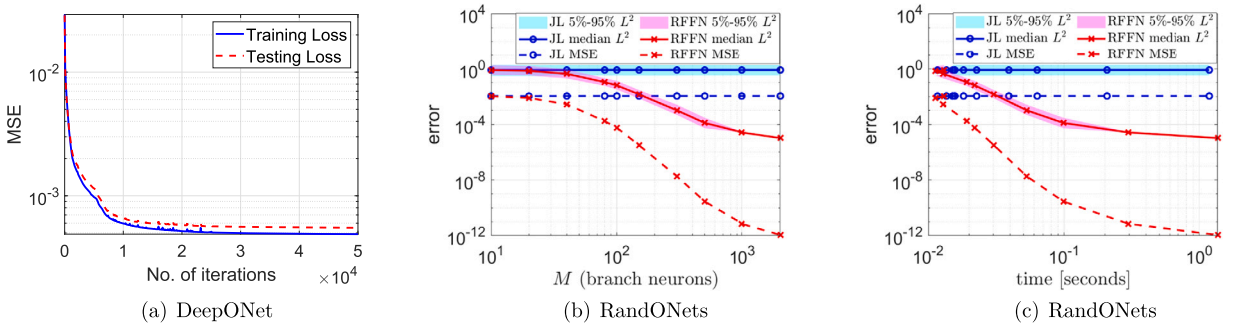 Training Loss
Testing Loss
10^-2
10^-3
MSE
0 1 2 3 4 5
No. of iterations ×10^4
(a) DeepONet
JL 5%-95% L^2 RFFN 5%-95% L^2
JL median L^2 RFFN median L^2
JL MSE RFFN MSE
10^0
10^-4
10^-8
10^-12
error
10^1 10^2 10^3
M (branch neurons)
(b) RandONets
JL 5%-95% L^2 RFFN 5%-95% L^2
JL median L^2 RFFN median L^2
JL MSE RFFN MSE
10^0
10^-4
10^-8
10^-12
error
10^-2 10^-1 10^0
time [seconds]
(c) RandONets